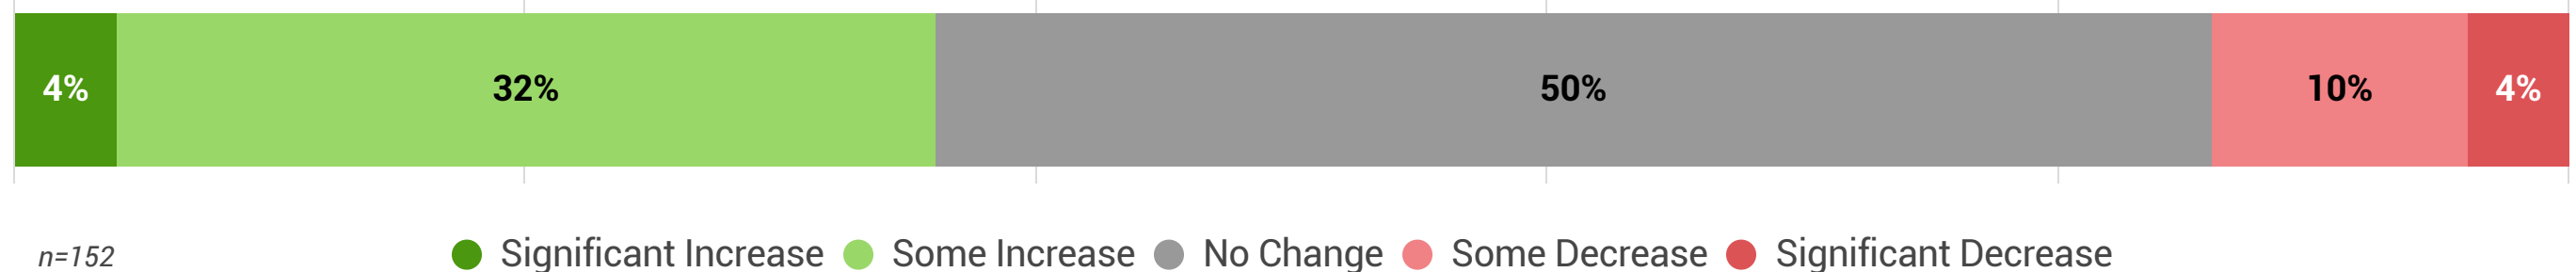 4% 32% 50% 10% 4%
n=152 Significant Increase Some Increase No Change Some Decrease Significant Decrease